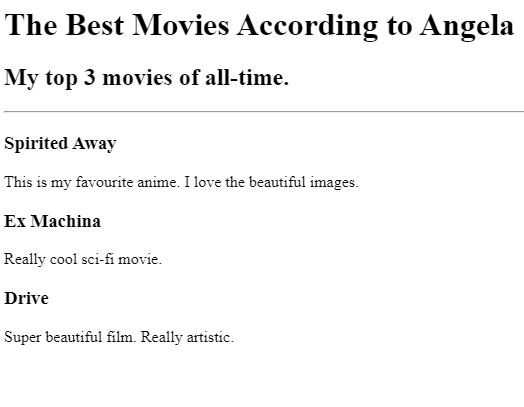 The Best Movies According to Angela
My top 3 movies of all-time.
Spirited Away
This is my favourite anime. I love the beautiful images.
Ex Machina
Really cool sci-fi movie.
Drive
Super beautiful film. Really artistic.